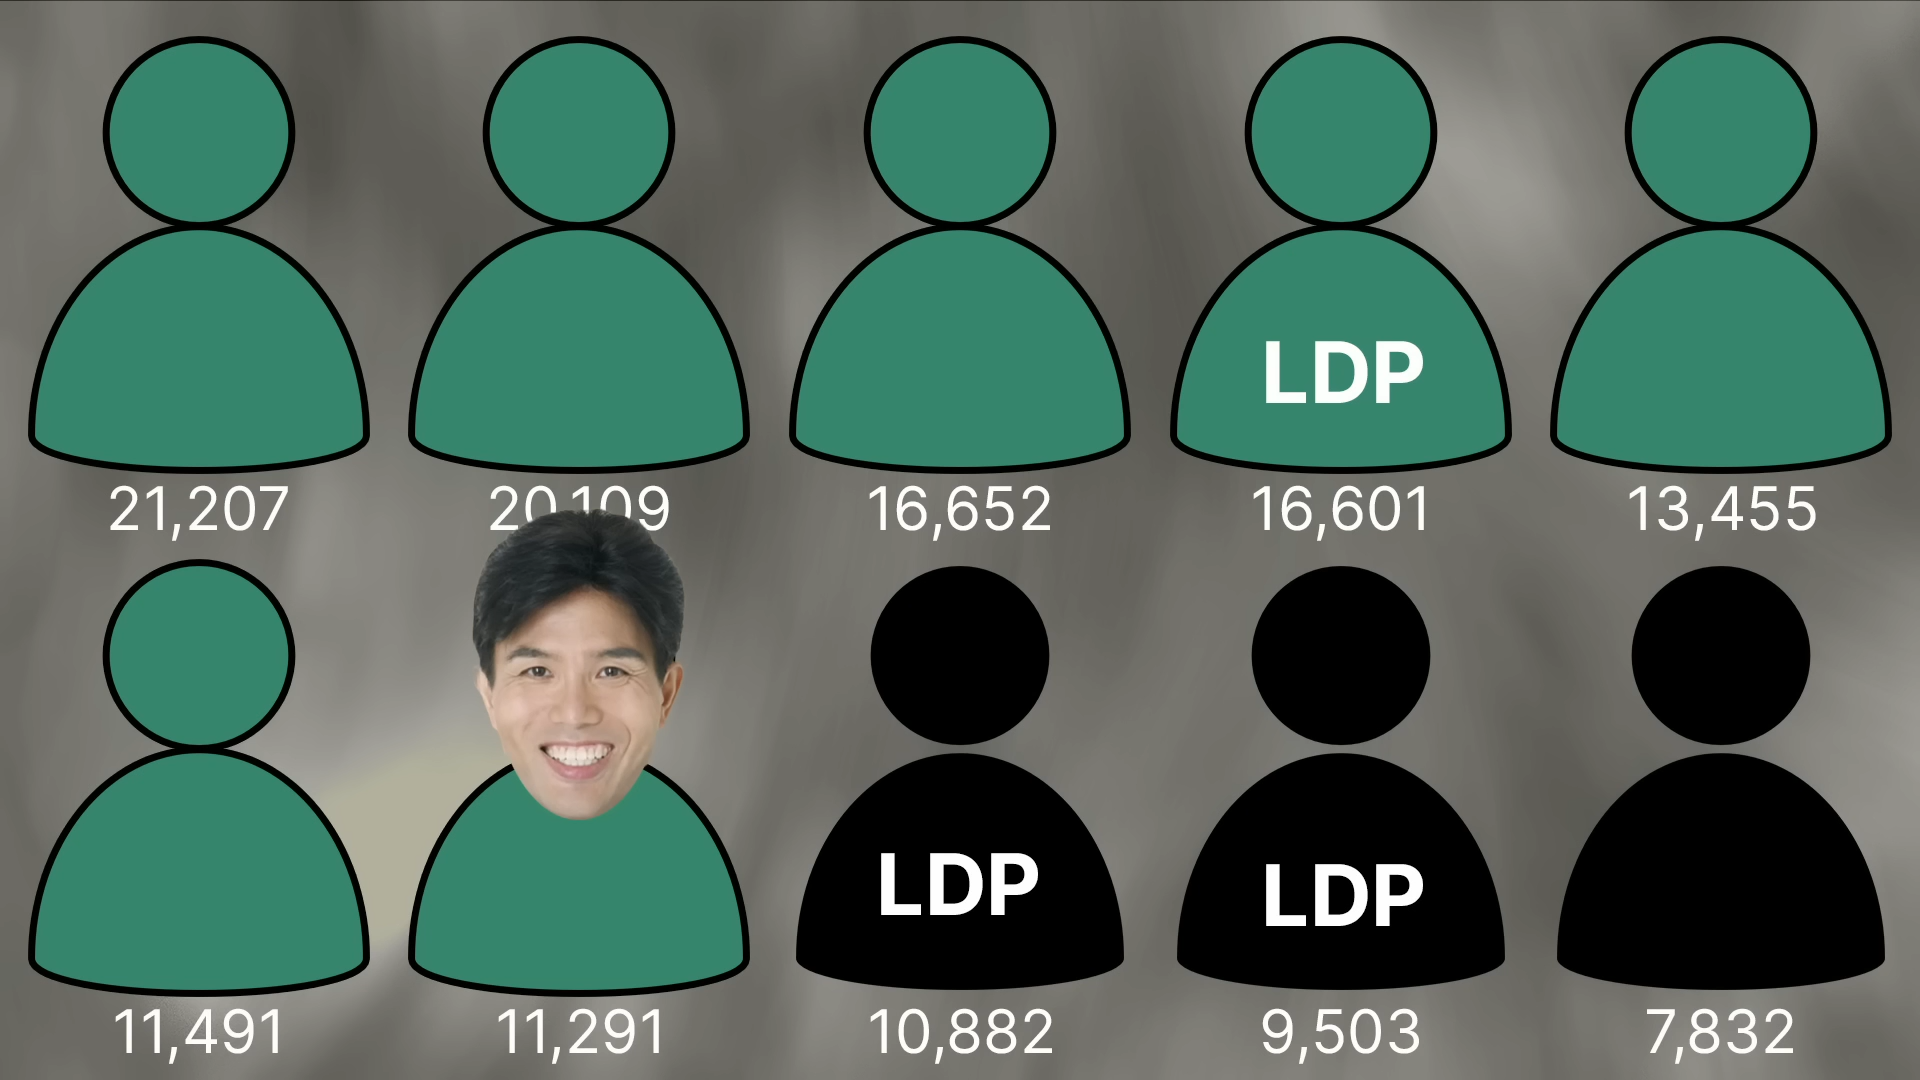 LDP
21,207 20,109 16,652 16,601 13,455
LDP LDP
11,491 11,291 10,882 9,503 7,832